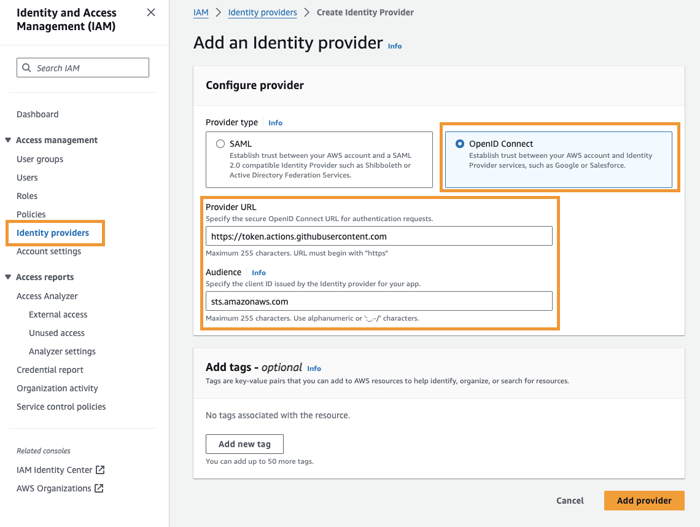 Identity and Access
Management (IAM)
Search IAM
Dashboard
Access management
User groups
Users
Roles
Policies
Identity providers
Account settings
Access reports
Access Analyzer
External access
Unused access
Analyzer settings
Credential report
Organization activity
Service control policies
Related consoles
IAM Identity Center
AWS Organizations
IAM > Identity providers > Create Identity Provider
Add an Identity provider Info
Configure provider
Provider type Info
SAML
Establish trust between your AWS account and a SAML
2.0 compatible Identity Provider such as Shibboleth or
Active Directory Federation Services.
OpenID Connect
Establish trust between your AWS account and Identity
Provider services, such as Google or Salesforce.
Provider URL
Specify the secure OpenID Connect URL for authentication requests.
https://token.actions.githubusercontent.com
Maximum 255 characters. URL must begin with "https"
Audience Info
Specify the client ID issued by the Identity provider for your app.
sts.amazonaws.com
Maximum 255 characters. Use alphanumeric or ':_.-/' characters.
Add tags - optional Info
Tags are key-value pairs that you can add to AWS resources to help identify, organize, or search for resources.
No tags associated with the resource.
Add new tag
You can add up to 50 more tags.
Cancel
Add provider